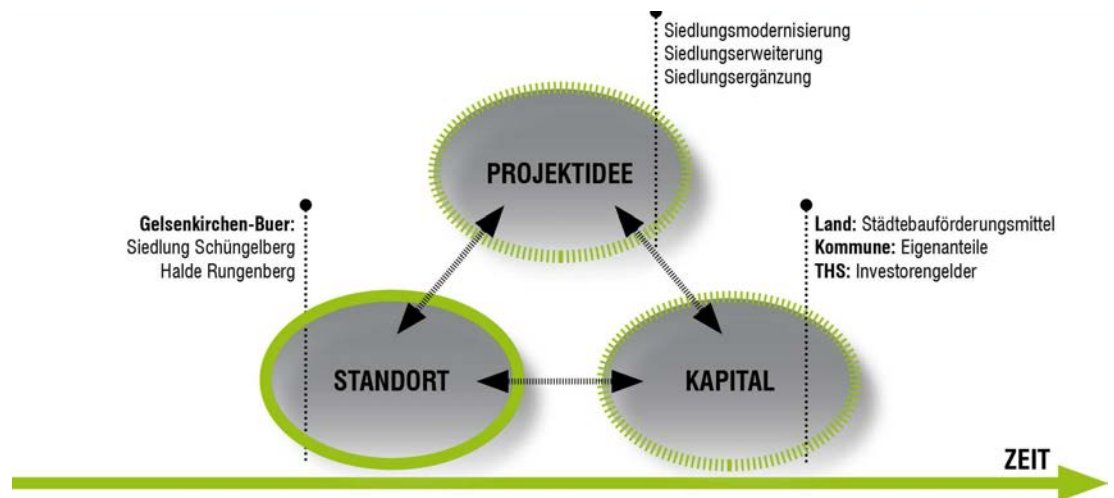 Siedlungsmodernisierung
Siedlungserweiterung
Siedlungsergänzung
PROJEKTIDEE
Gelsenkirchen-Buer:
Siedlung Schüngelberg
Halde Rungenberg
Land: Städtebauförderungsmittel
Kommune: Eigenanteile
THS: Investorengelder
STANDORT
KAPITAL
ZEIT